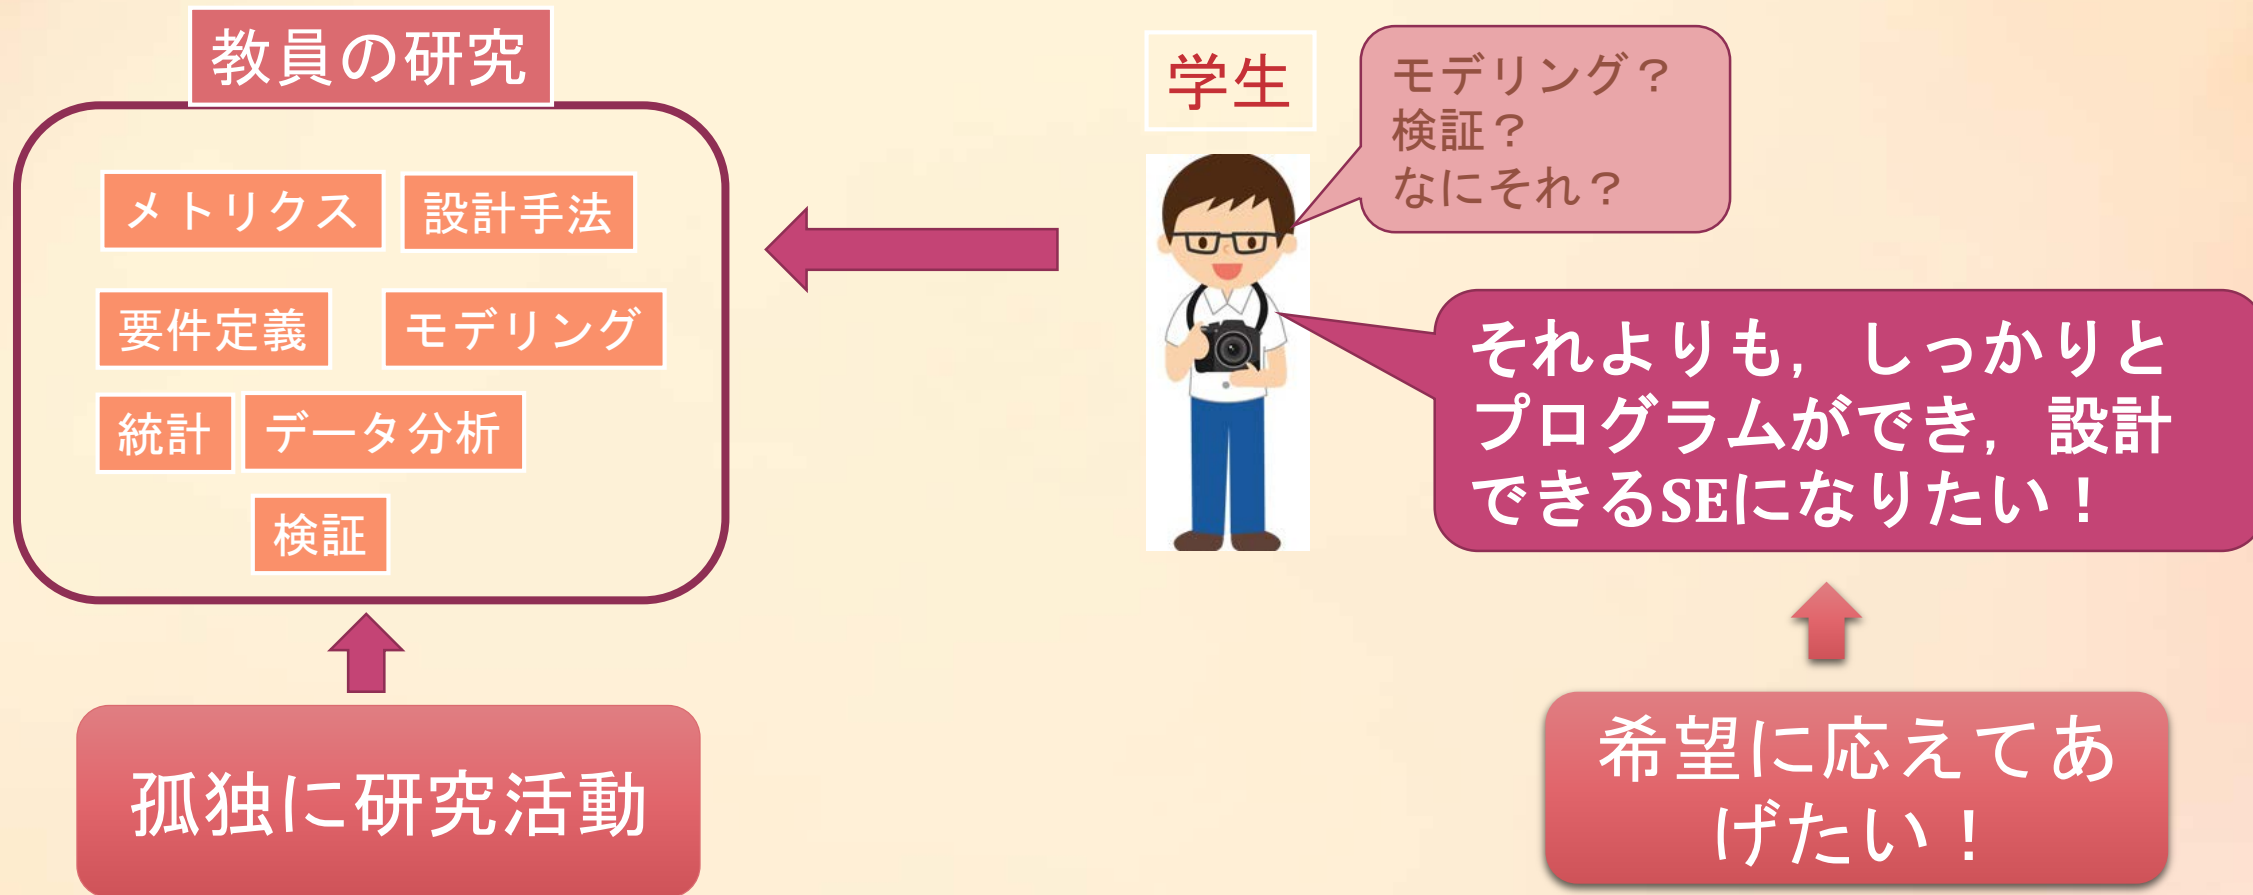 教員の研究
メトリクス
設計手法
要件定義
モデリング
統計
データ分析
検証
孤独に研究活動
学生
モデリング？
検証？
なにそれ？
それよりも，しっかりと
プログラムができ，設計
できるSEになりたい！
希望に応えてあ
げたい！